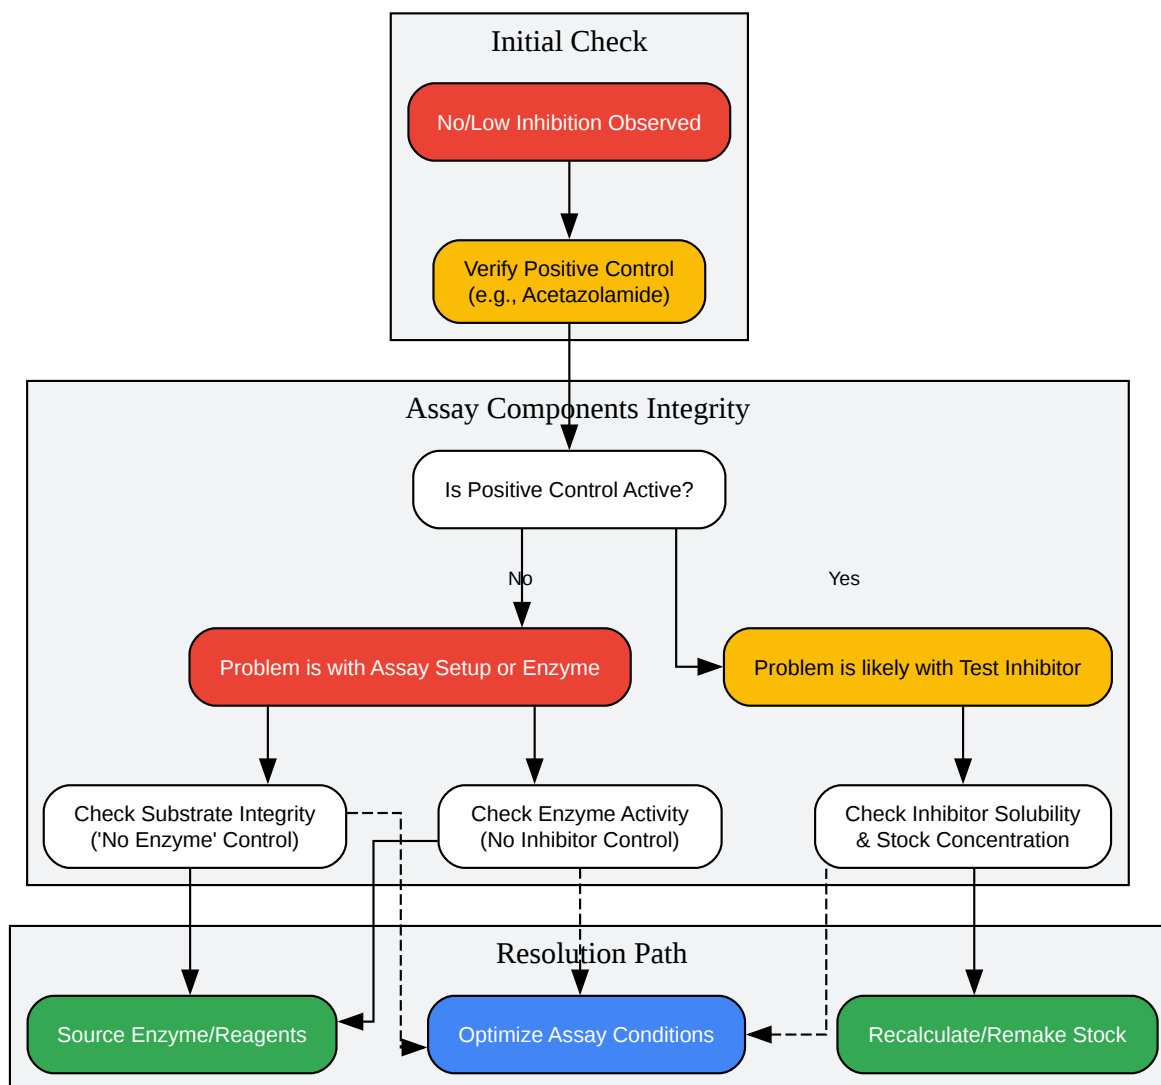 Initial Check
No/Low Inhibition Observed
Verify Positive Control
(e.g., Acetazolamide)
Assay Components Integrity
Is Positive Control Active?
No
Yes
Problem is with Assay Setup or Enzyme
Problem is likely with Test Inhibitor
Check Substrate Integrity
('No Enzyme' Control)
Check Enzyme Activity
(No Inhibitor Control)
Check Inhibitor Solubility
& Stock Concentration
Resolution Path
Source Enzyme/Reagents
Optimize Assay Conditions
Recalculate/Remake Stock